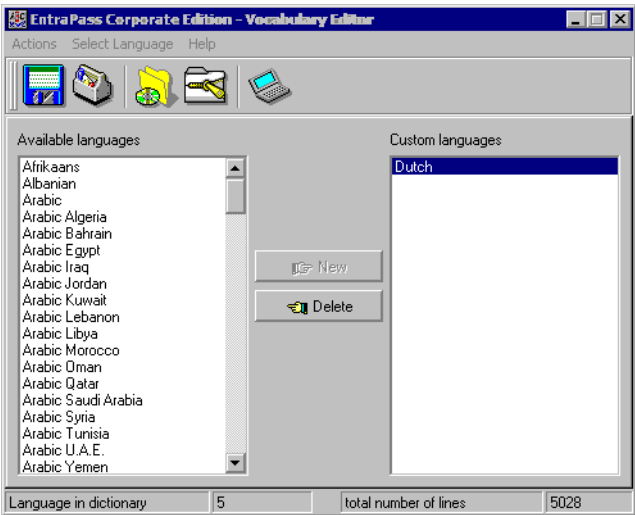 EntraPass Corporate Edition - Vocabulary Editor
Actions Select Language Help
Available languages
Custom languages
Afrikaans
Albanian
Arabic
Arabic Algeria
Arabic Bahrain
Arabic Egypt
Arabic Iraq
Arabic Jordan
Arabic Kuwait
Arabic Lebanon
Arabic Libya
Arabic Morocco
Arabic Oman
Arabic Qatar
Arabic Saudi Arabia
Arabic Syria
Arabic Tunisia
Arabic U.A.E.
Arabic Yemen
New
Delete
Dutch
Language in dictionary 5 total number of lines 5028